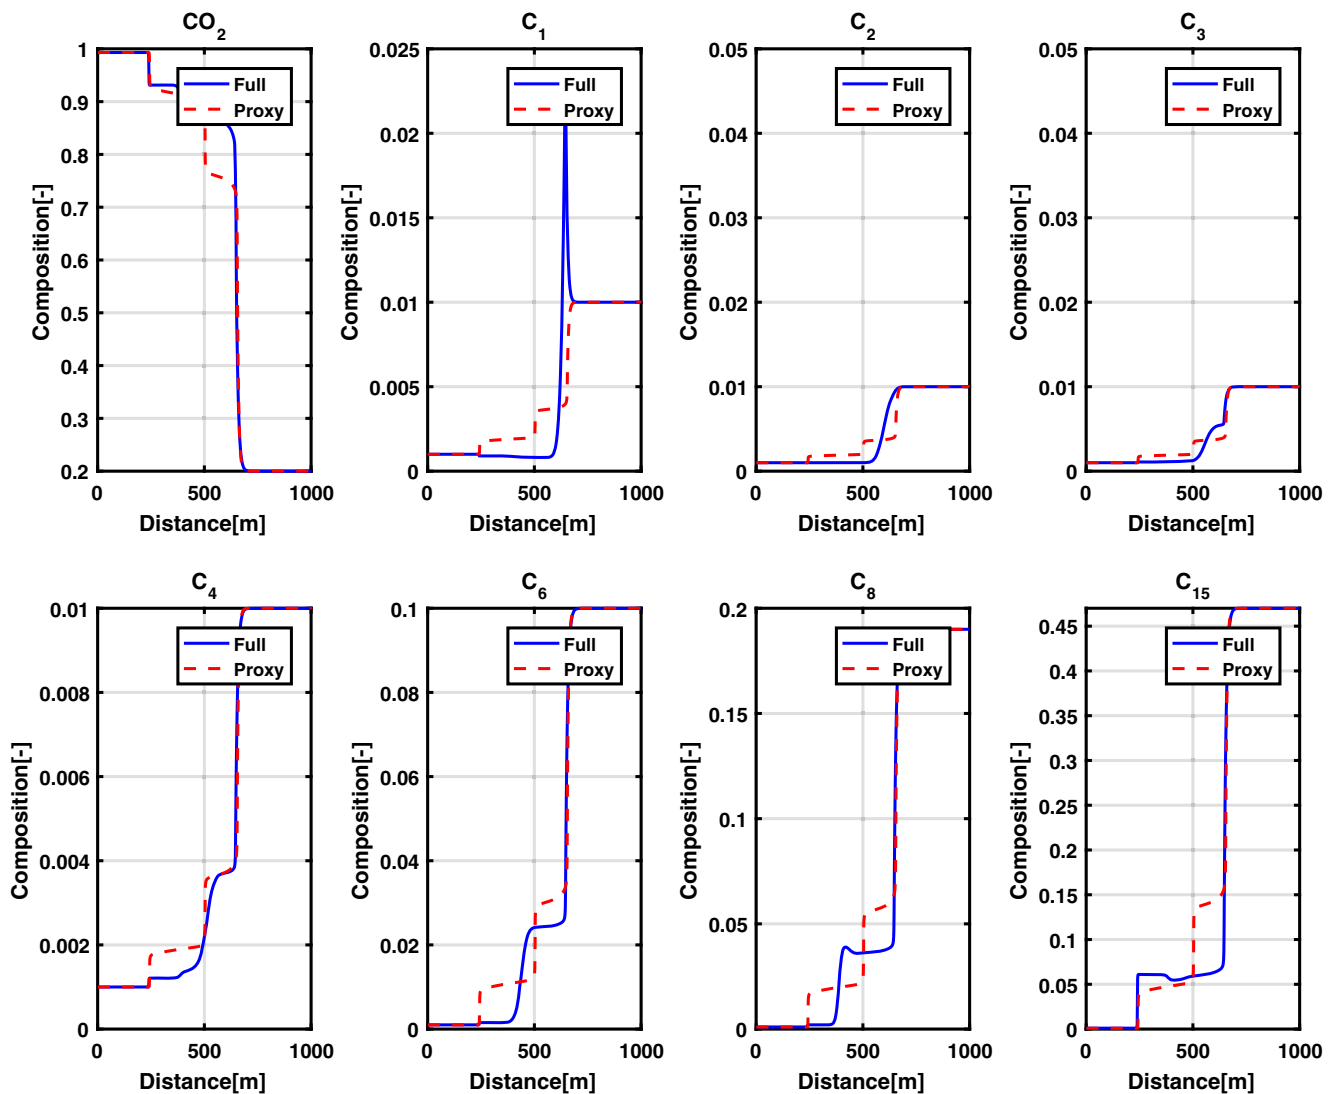 CO2
1
0.9
0.8
0.7
0.6
0.5
0.4
0.3
0.2
0
500
1000
Composition[-]
Distance[m]
Full
Proxy
C1
0.025
0.02
0.015
0.01
0.005
0
0
500
1000
Composition[-]
Distance[m]
Full
Proxy
C2
0.05
0.04
0.03
0.02
0.01
0
0
500
1000
Composition[-]
Distance[m]
Full
Proxy
C3
0.05
0.04
0.03
0.02
0.01
0
0
500
1000
Composition[-]
Distance[m]
Full
Proxy
C4
0.01
0.008
0.006
0.004
0.002
0
0
500
1000
Composition[-]
Distance[m]
Full
Proxy
C6
0.1
0.08
0.06
0.04
0.02
0
0
500
1000
Composition[-]
Distance[m]
Full
Proxy
C8
0.2
0.15
0.1
0.05
0
0
500
1000
Composition[-]
Distance[m]
Full
Proxy
C15
0.45
0.4
0.35
0.3
0.25
0.2
0.15
0.1
0.05
0
0
500
1000
Composition[-]
Distance[m]
Full
Proxy